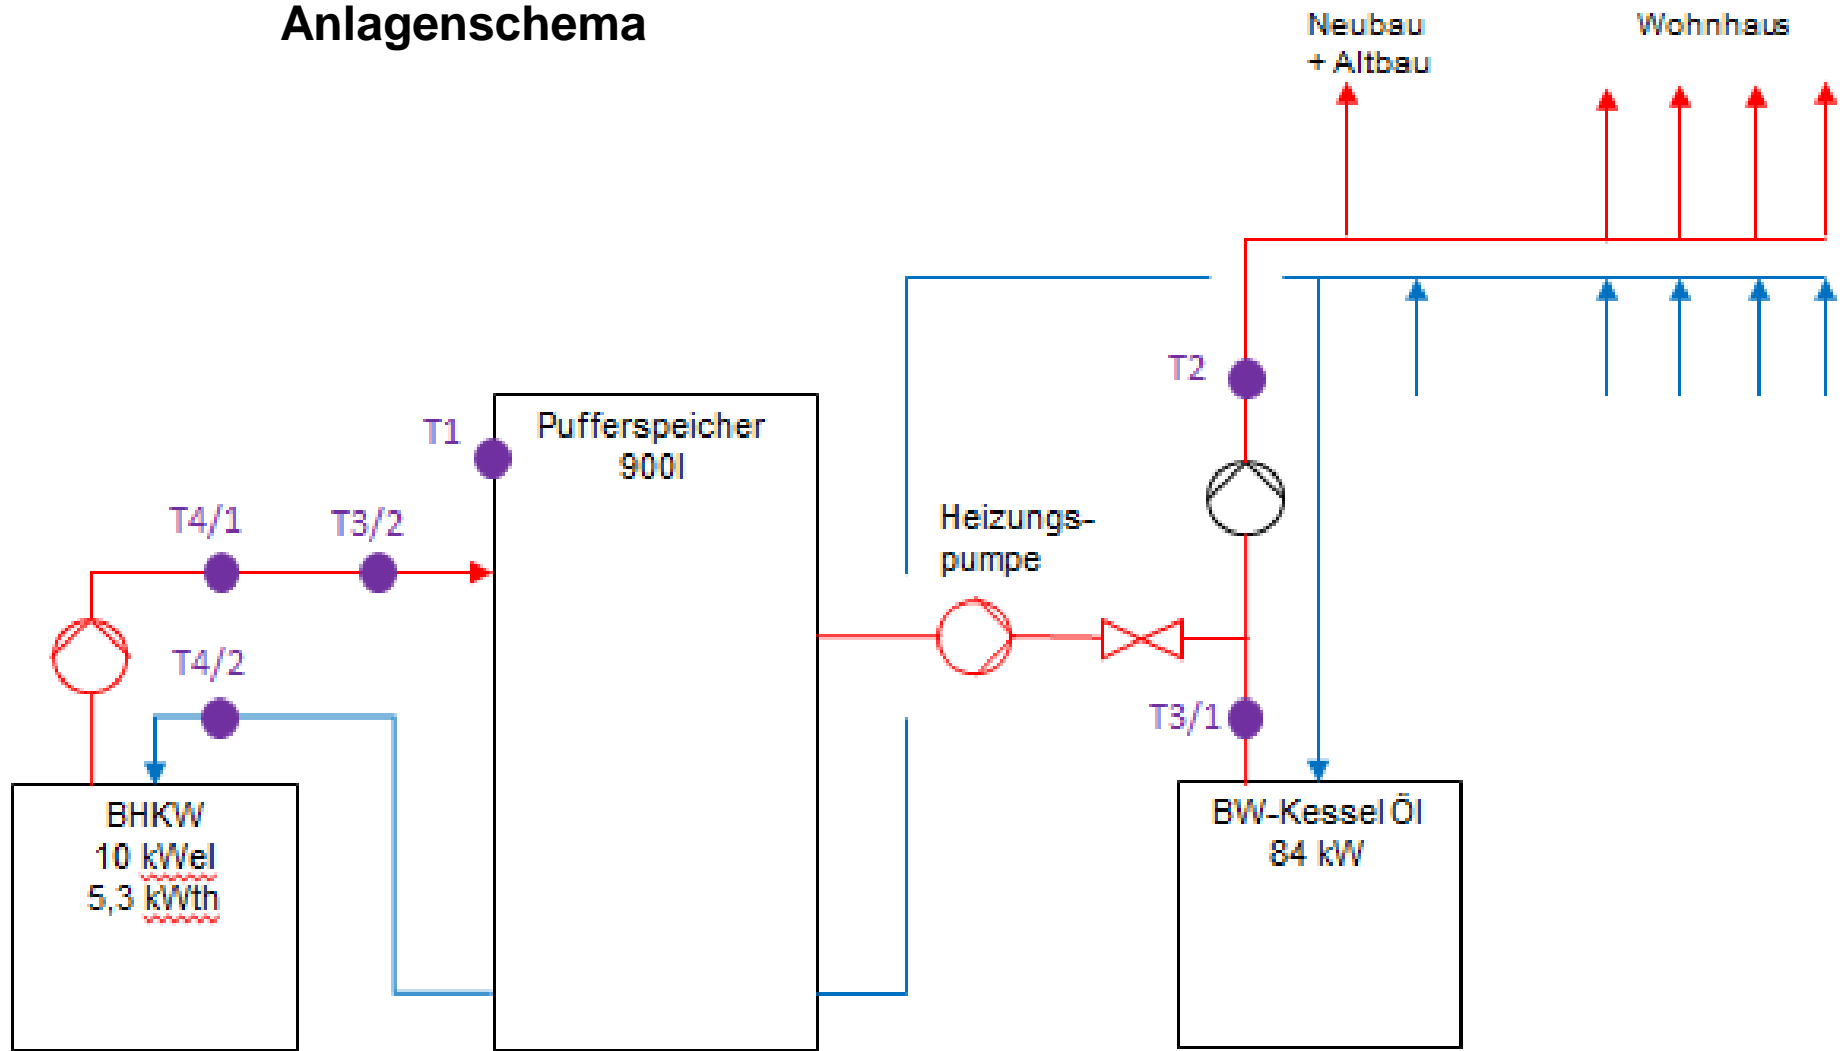 Anlagenschema
Neubau
+ Altbau
Wohnhaus
T2
T1
Pufferspeicher
900l
T4/1
T3/2
Heizungs-
pumpe
T4/2
T3/1
BHKW
10 kWel
5,3 kWth
BW-Kessel Öl
84 kW